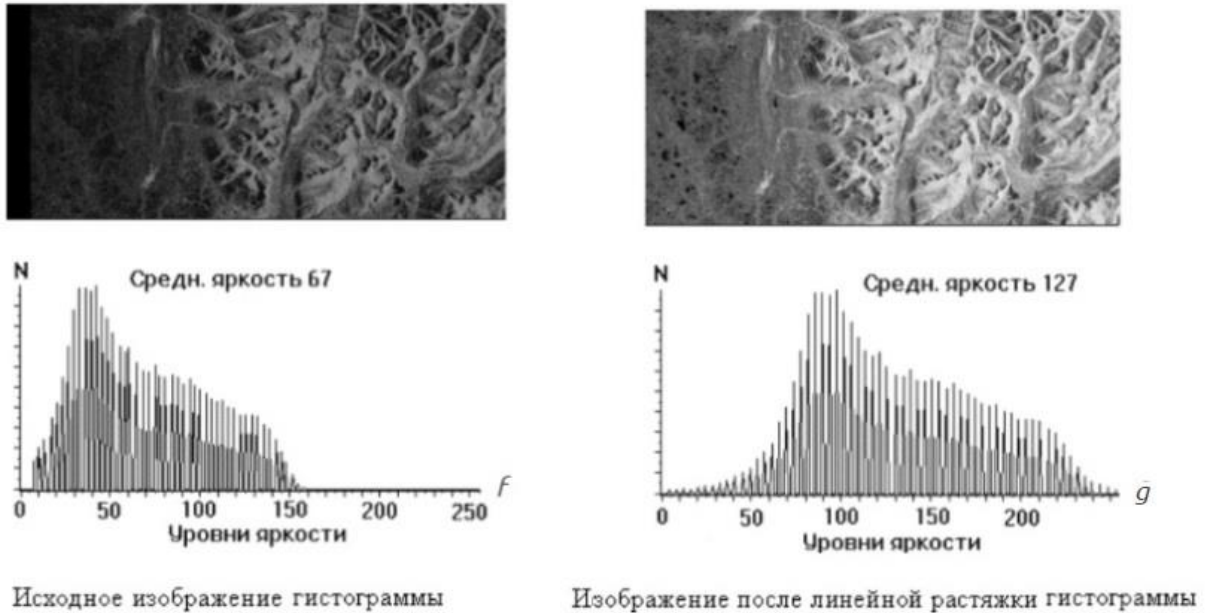 N
Средн. яркость 67
0 50 100 150 200 250
f
Уровни яркости
Исходное изображение гистограммы
N
Средн. яркость 127
0 50 100 150 200
g
Уровни яркости
Изображение после линейной растяжки гистограммы